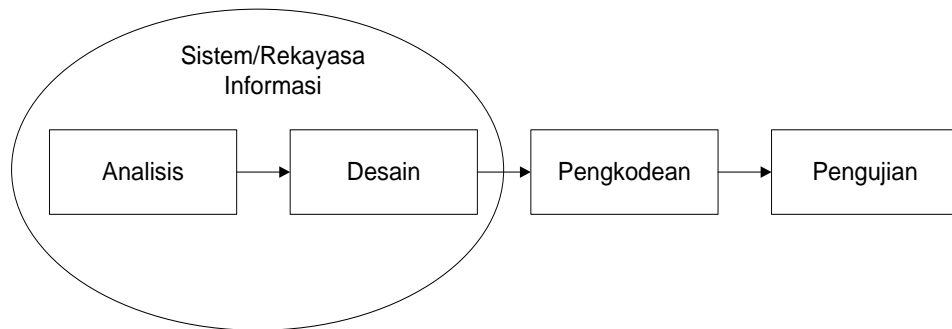 Sistem/Rekayasa
Informasi
Analisis
Desain
Pengkodean
Pengujian